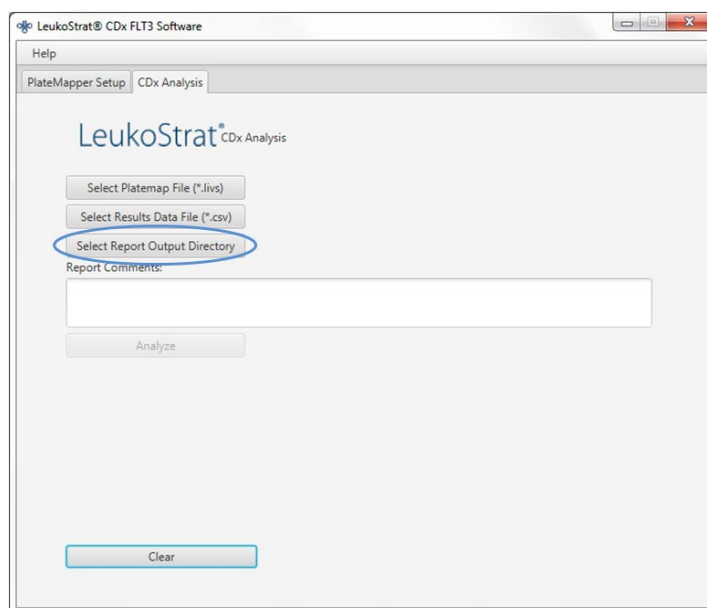 LeukoStrat® CDx FLT3 Software
Help
PlateMapper Setup CDx Analysis
LeukoStrat® CDx Analysis
Select Platemap File (*.livs)
Select Results Data File (*.csv)
Select Report Output Directory
Report Comments:
Analyze
Clear